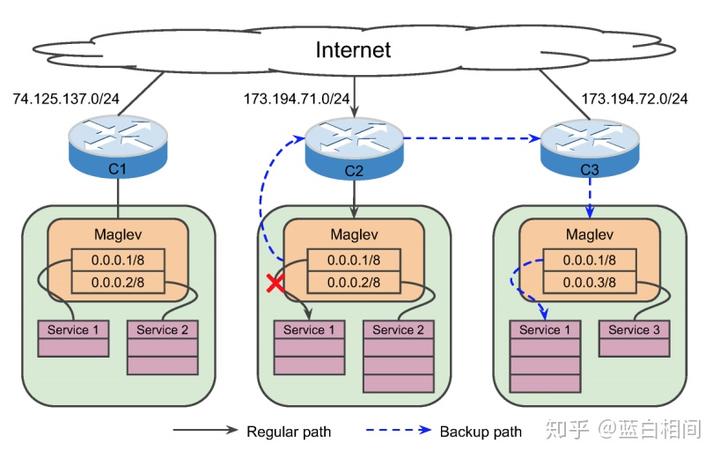 Internet
74.125.137.0/24
173.194.71.0/24
173.194.72.0/24
C1
C2
C3
Maglev
0.0.0.1/8
0.0.0.2/8
Service 1
Service 2
Maglev
0.0.0.1/8
0.0.0.2/8
Service 1
Service 2
Maglev
0.0.0.1/8
0.0.0.3/8
Service 1
Service 3
Regular path
Backup path
知乎 @蓝白相间